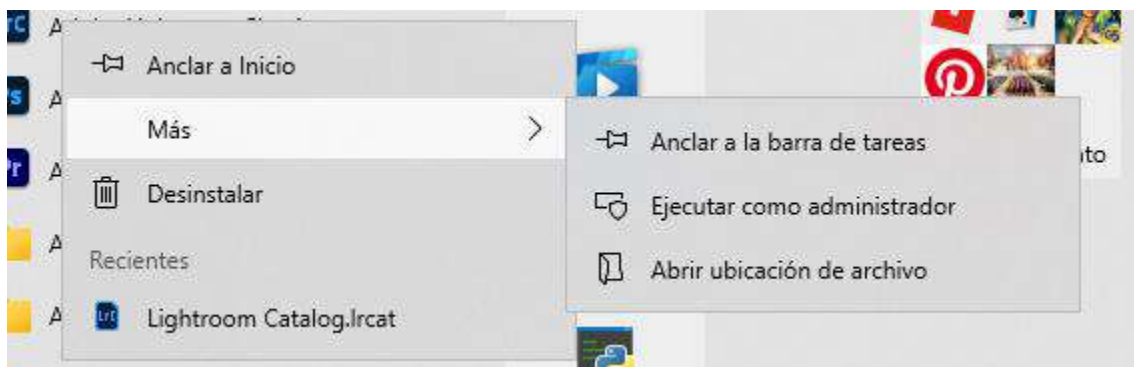 Anclar a Inicio
Más
Desinstalar
Recientes
Lightroom Catalog.lrcat
Anclar a la barra de tareas
Ejecutar como administrador
Abrir ubicación de archivo